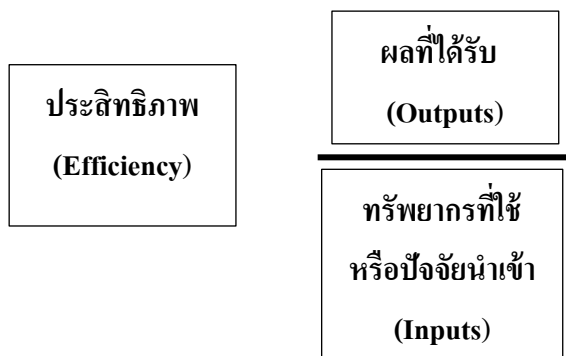 ประสิทธิภาพ
(Efficiency)
ผลที่ได้รับ
(Outputs)
ทรัพยากรที่ใช้
หรือปัจจัยนำเข้า
(Inputs)